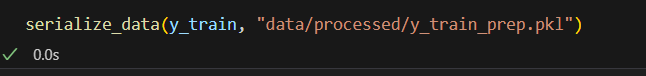 serialize_data(y_train, "data/processed/y_train_prep.pkl")
0.0s